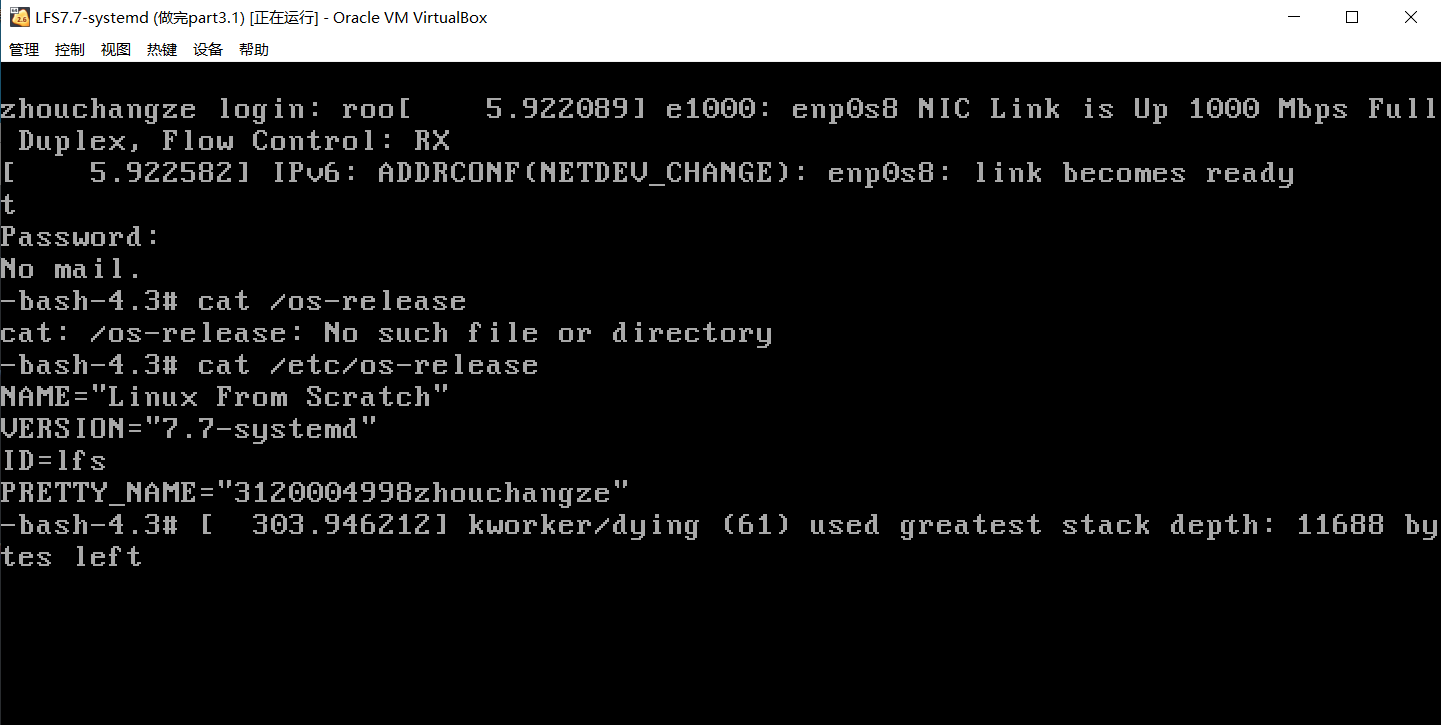 LFS7.7-systemd (做完part3.1) [正在运行] - Oracle VM VirtualBox
管理 控制 视图 热键 设备 帮助
zhouchangze login: roo[    5.922089] e1000: enp0s8 NIC Link is Up 1000 Mbps Full
 Duplex, Flow Control: RX
[    5.922582] IPv6: ADDRCONF(NETDEV_CHANGE): enp0s8: link becomes ready
t
Password:
No mail.
-bash-4.3# cat /os-release
cat: /os-release: No such file or directory
-bash-4.3# cat /etc/os-release
NAME="Linux From Scratch"
VERSION="7.7-systemd"
ID=lfs
PRETTY_NAME="3120004998zhouchangze"
-bash-4.3# [  303.946212] kworker/dying (61) used greatest stack depth: 11688 by
tes left